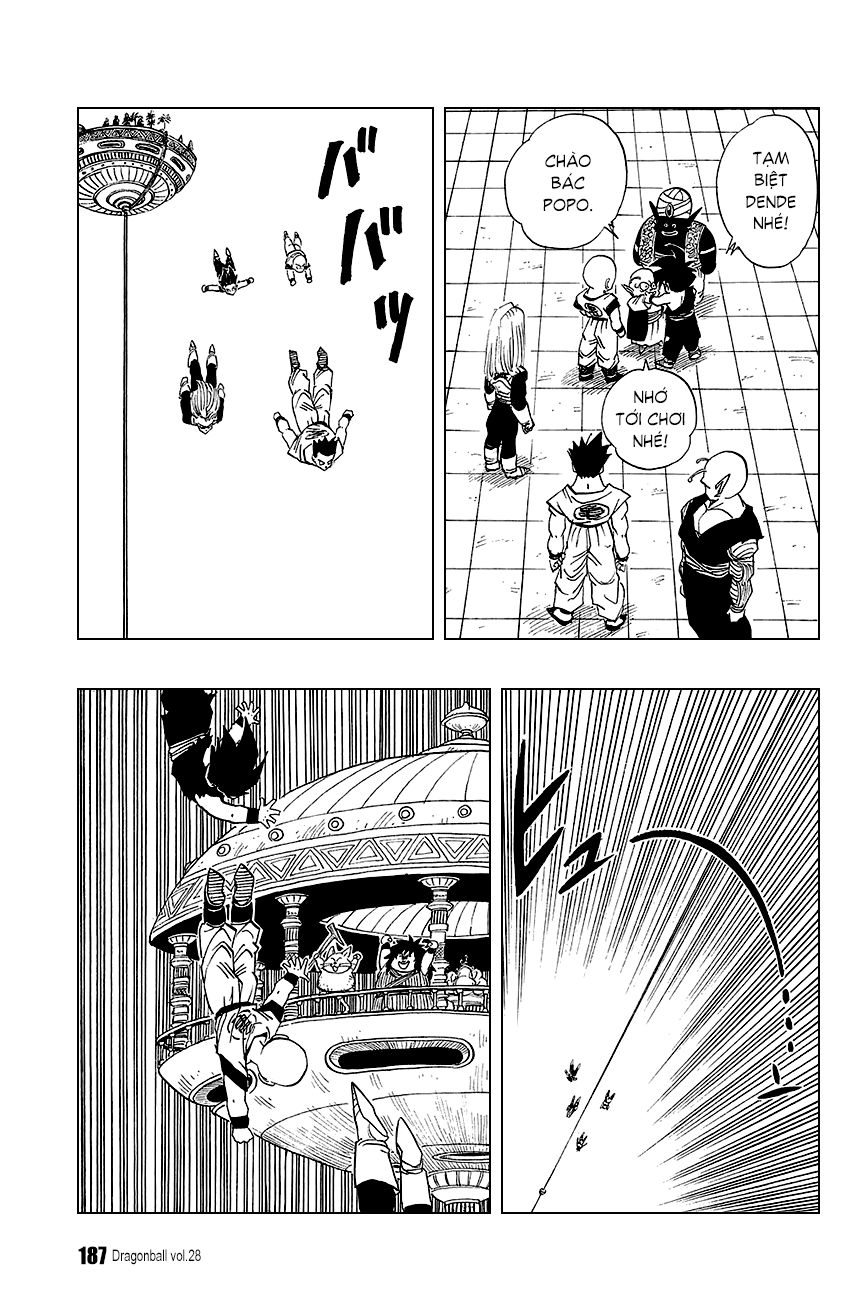 TẠM
BIỆT
DENDE
NHÉ!
CHÀO
BÁC
POPO.
NHỚ
TỚI CHƠI
NHÉ!
バ
バ
ッ
ビュー
187 Dragonball vol.28